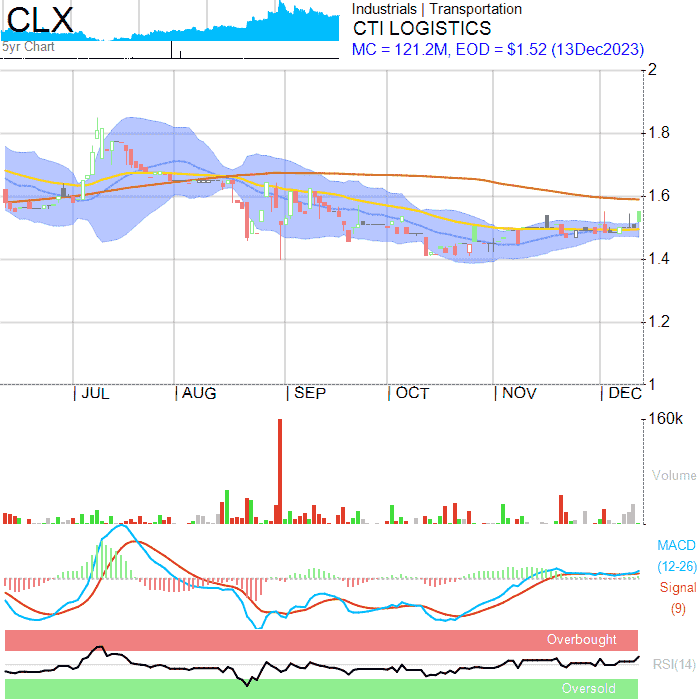 CLX
5yr Chart
Industrials | Transportation
CTI LOGISTICS
MC = 121.2M, EOD = $1.52 (13Dec2023)
2
1.8
1.6
1.4
1.2
1
| JUL | AUG | SEP | OCT | NOV | DEC
160k
Volume
MACD
(12-26)
Signal
(9)
Overbought
RSI(14)
Oversold